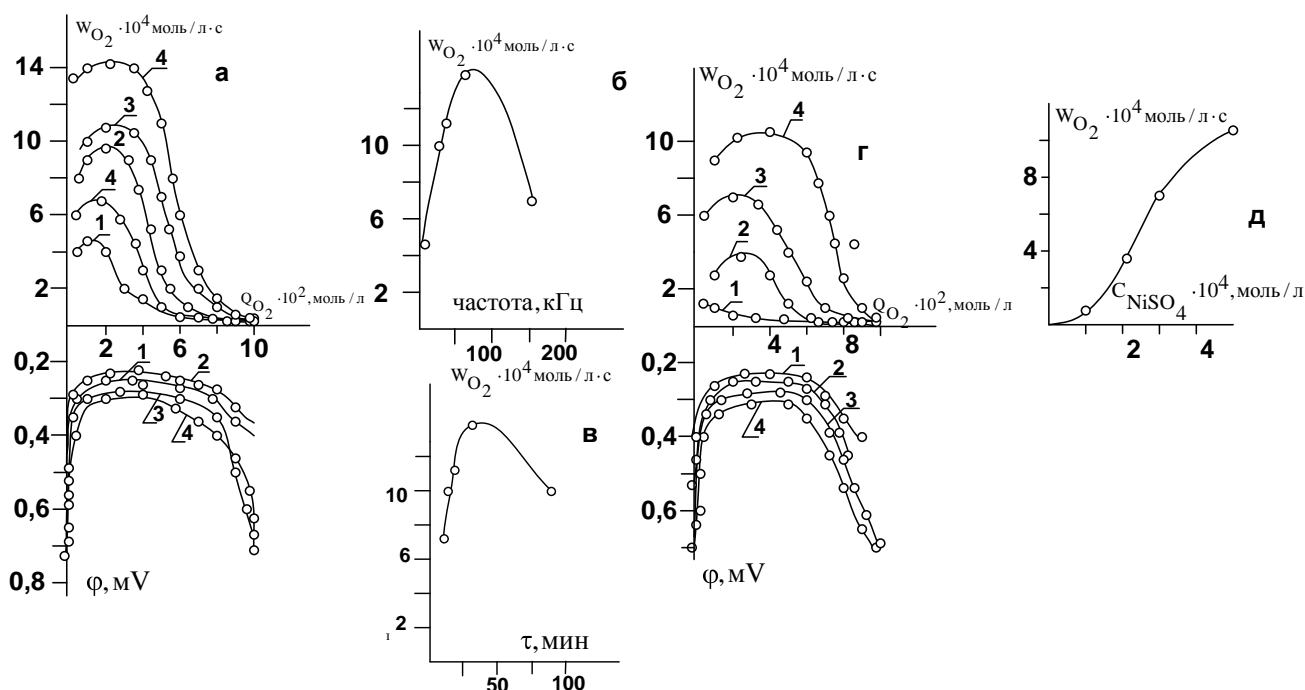 W_O2 ·10^4 моль/л·с
а
14
10
6
2
4
3
2
4
1
Q_O2 ·10^2, моль/л
2
6
10
0,2
0,4
0,6
0,8
1
2
3
4
φ, мV
W_O2 ·10^4 моль/л·с
б
10
6
2
частота, кГц
100
200
W_O2 ·10^4 моль/л·с
в
10
6
2
τ, мин
50
100
W_O2 ·10^4 моль/л·с
г
10
6
2
4
3
2
1
Q_O2 ·10^2, моль/л
4
8
0,2
0,4
0,6
1
2
3
4
φ, мV
W_O2 ·10^4 моль/л·с
д
8
4
C_NiSO4 ·10^4, моль/л
2
4